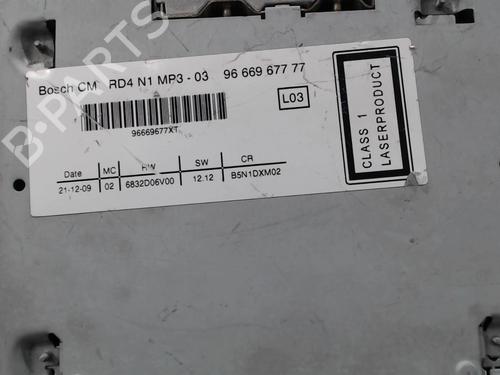 Bosch CM RD4 N1 MP3 - 03 96 669 677 77
L03
96669677XT
Date MC HW SW CR
21-12-09 02 6832D06V00 12.12 B5N1DXM02
CLASS 1
LASERPRODUCT
B-PARTS